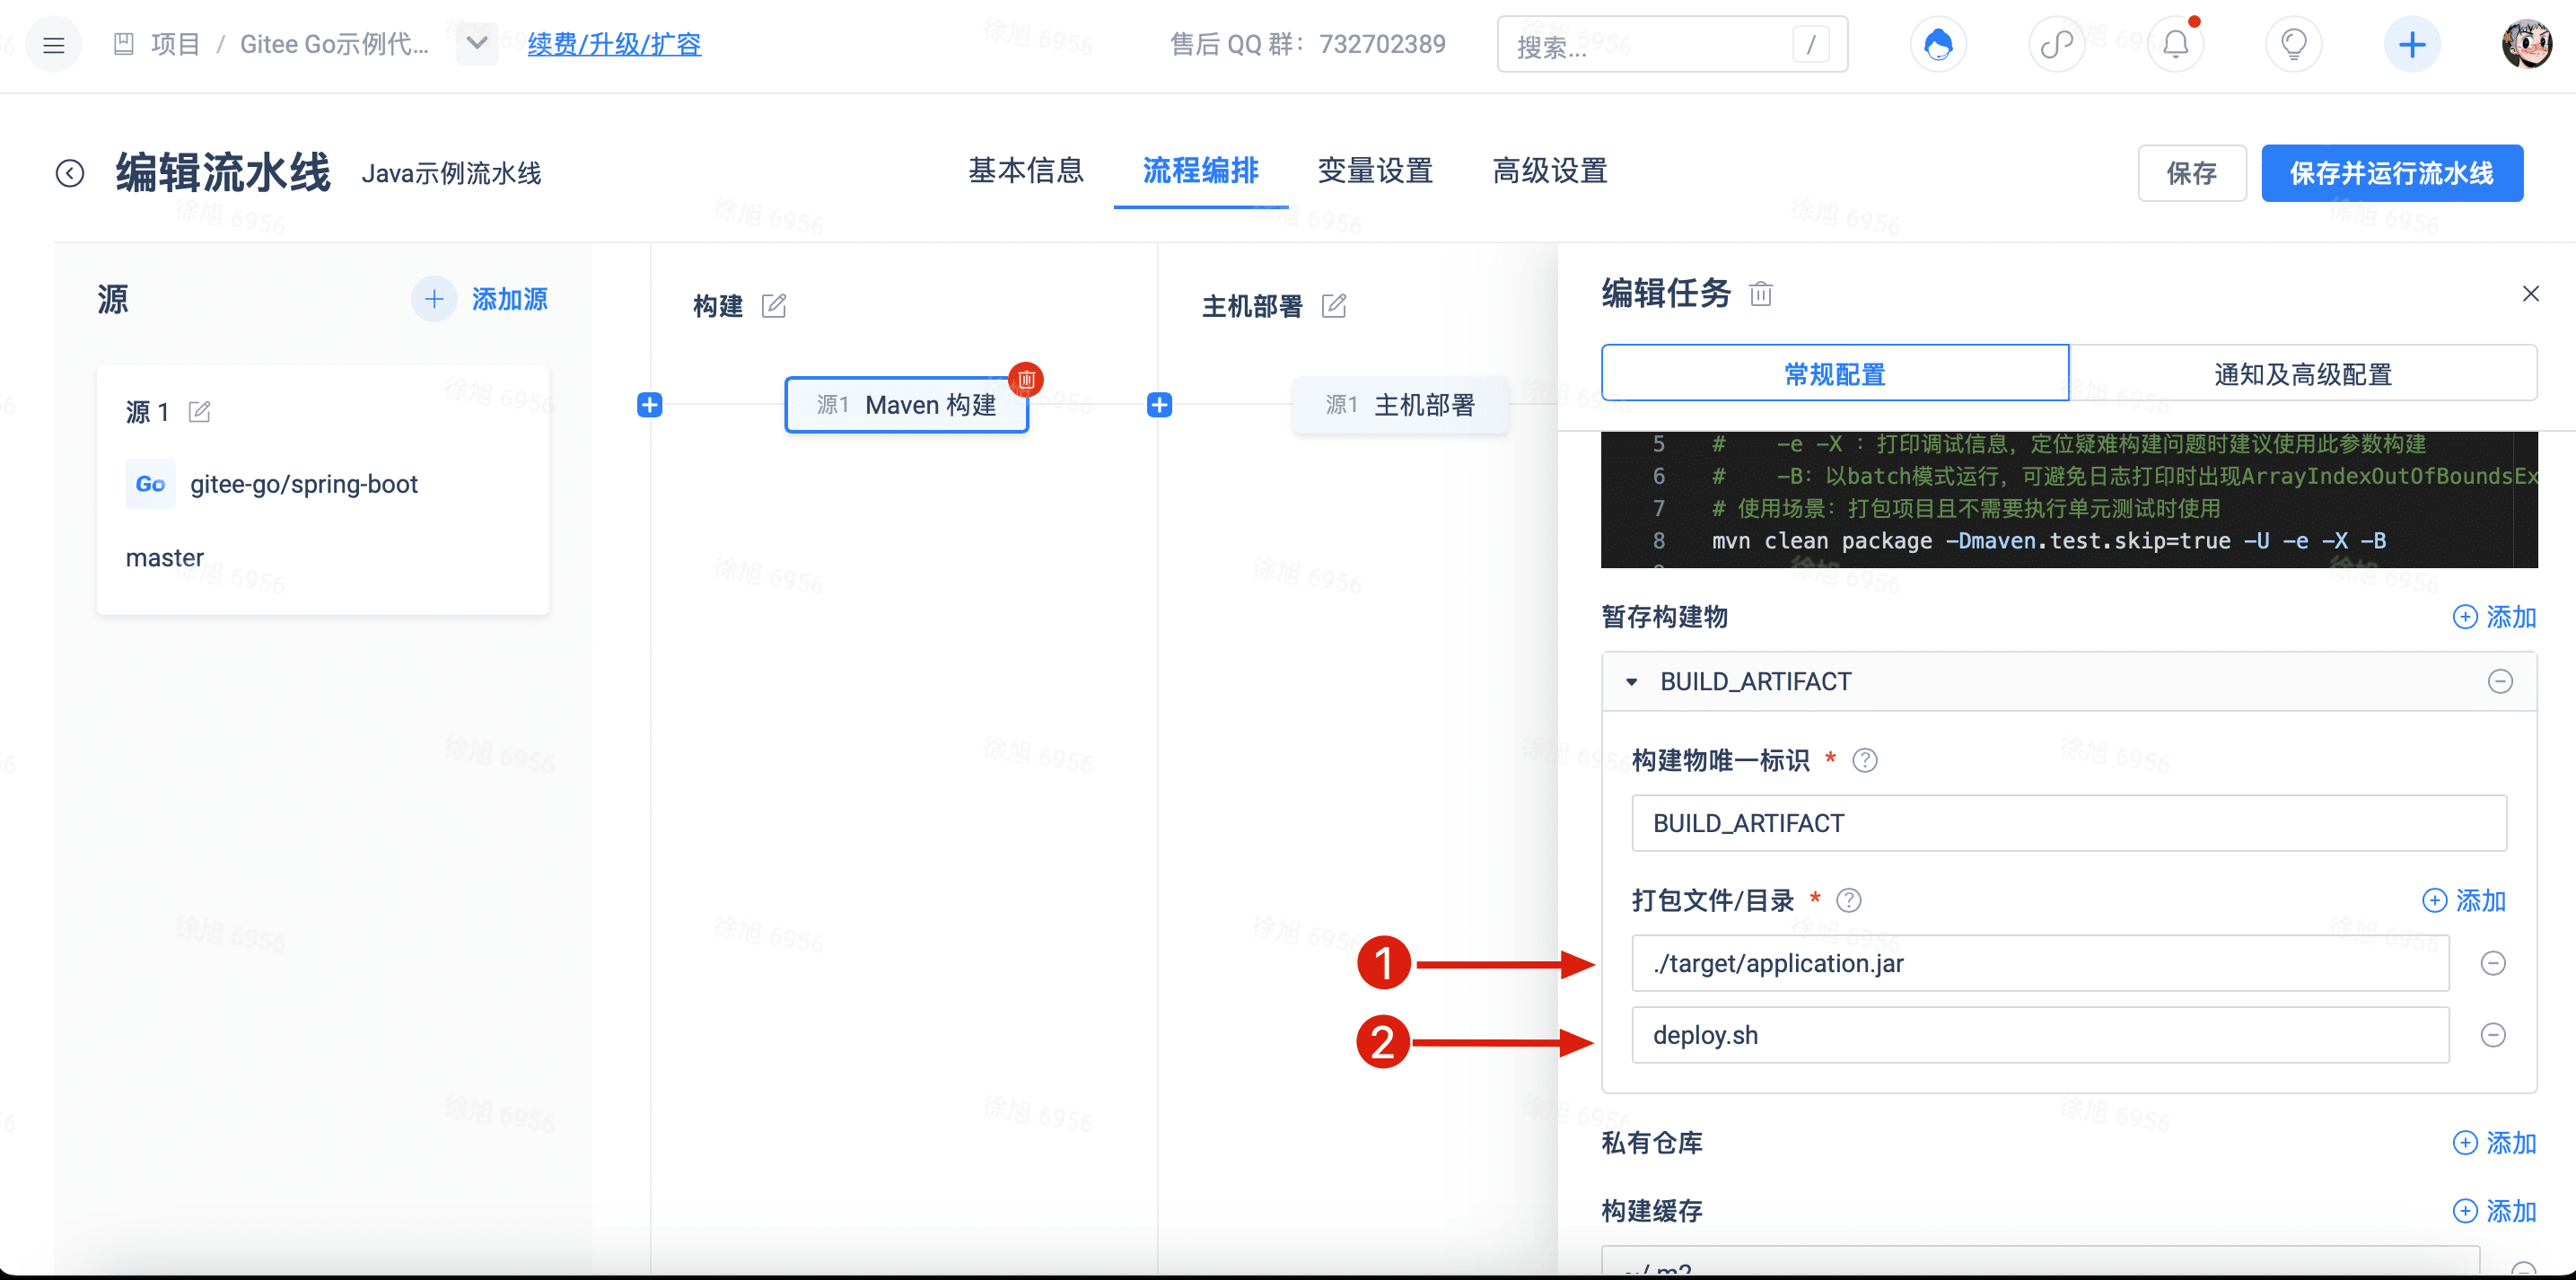 项目 / Gitee Go示例代...
续费/升级/扩容
售后 QQ 群：732702389
搜索...
/
编辑流水线 Java示例流水线
基本信息
流程编排
变量设置
高级设置
保存
保存并运行流水线
源
添加源
源 1
Go gitee-go/spring-boot
master
构建
源1 Maven 构建
主机部署
源1 主机部署
编辑任务
常规配置
通知及高级配置
5 # -e -X ：打印调试信息，定位疑难构建问题时建议使用此参数构建
6 # -B：以batch模式运行，可避免日志打印时出现ArrayIndexOutOfBoundsEx
7 # 使用场景：打包项目且不需要执行单元测试时使用
8 mvn clean package -Dmaven.test.skip=true -U -e -X -B
暂存构建物
添加
BUILD_ARTIFACT
构建物唯一标识 *
BUILD_ARTIFACT
打包文件/目录 *
添加
1
./target/application.jar
2
deploy.sh
私有仓库
添加
构建缓存
添加
~/.m2
徐旭 6956